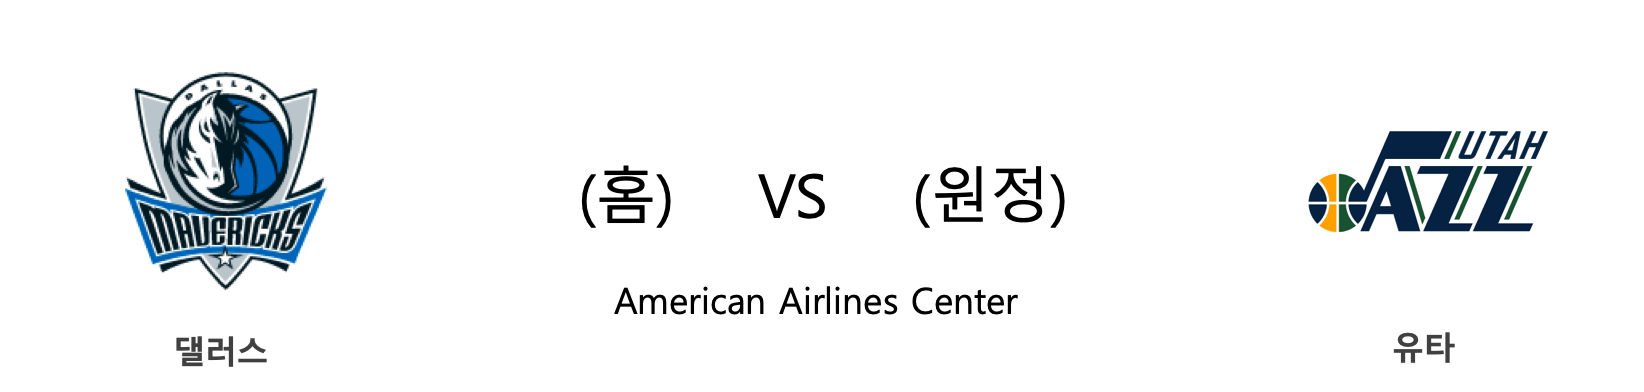 DALLAS
MAVERICKS
댈러스
(홈) VS (원정)
American Airlines Center
UTAH
JAZZ
유타